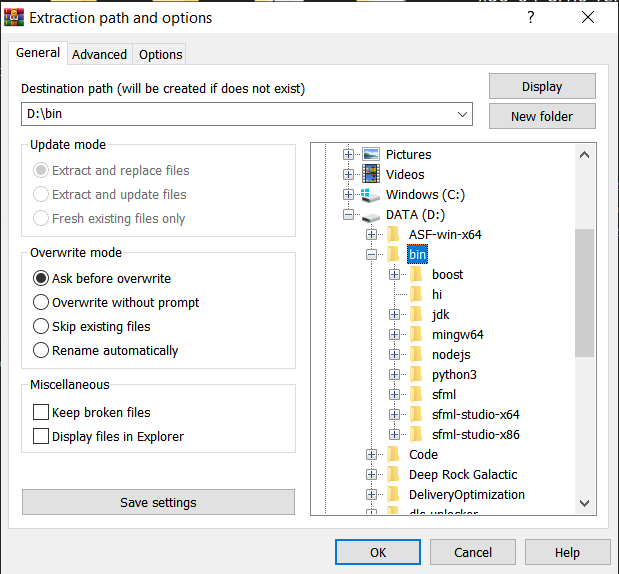 Extraction path and options
?
General
Advanced
Options
Destination path (will be created if does not exist)
D:\bin
Display
New folder
Update mode
Extract and replace files
Extract and update files
Fresh existing files only
Overwrite mode
Ask before overwrite
Overwrite without prompt
Skip existing files
Rename automatically
Miscellaneous
Keep broken files
Display files in Explorer
Save settings
Pictures
Videos
Windows (C:)
DATA (D:)
ASF-win-x64
bin
boost
hi
jdk
mingw64
nodejs
python3
sfml
sfml-studio-x64
sfml-studio-x86
Code
Deep Rock Galactic
DeliveryOptimization
OK
Cancel
Help